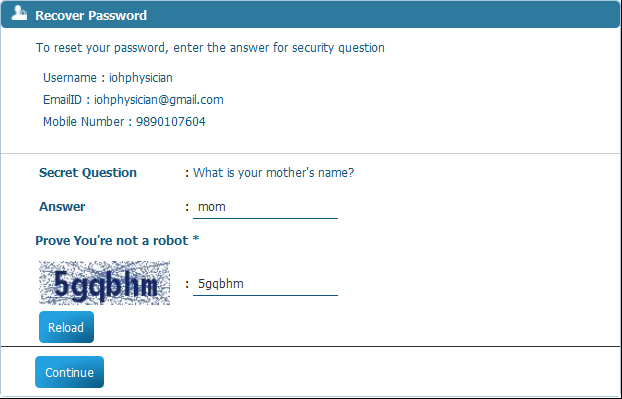 Recover Password
To reset your password, enter the answer for security question
Username : iohphysician
EmailID : iohphysician@gmail.com
Mobile Number : 9890107604
Secret Question : What is your mother's name?
Answer : mom
Prove You're not a robot *
5gqbhm : 5gqbhm
Reload
Continue